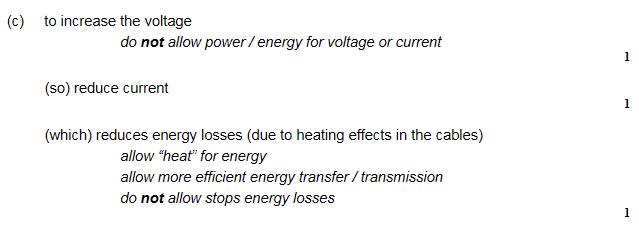 (c) to increase the voltage
do not allow power / energy for voltage or current
1
(so) reduce current
1
(which) reduces energy losses (due to heating effects in the cables)
allow “heat” for energy
allow more efficient energy transfer / transmission
do not allow stops energy losses
1